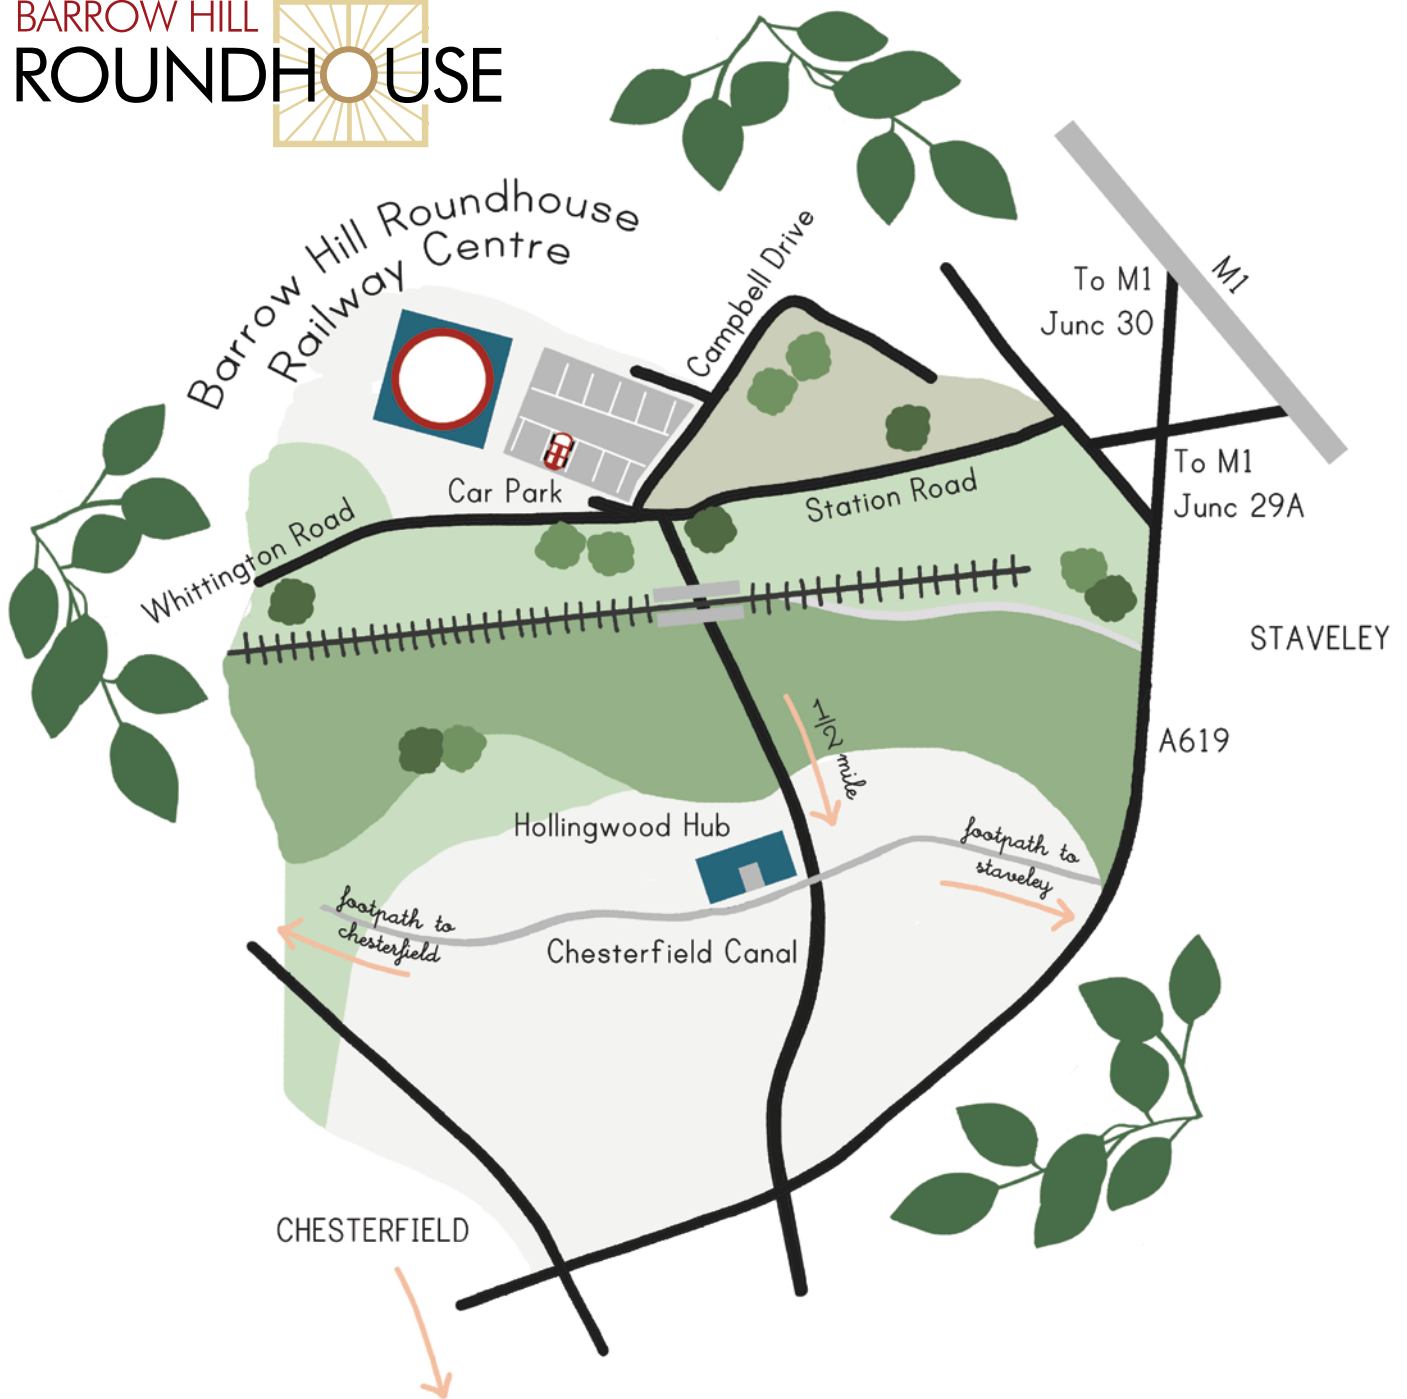 BARROW HILL
ROUNDHOUSE
Barrow Hill Roundhouse
Railway Centre
Campbell Drive
To M1
Junc 30
M1
Car Park
Station Road
To M1
Junc 29A
Whittington Road
STAVELEY
1/2 mile
A619
Hollingwood Hub
footpath to
staveley
footpath to
chesterfield
Chesterfield Canal
CHESTERFIELD